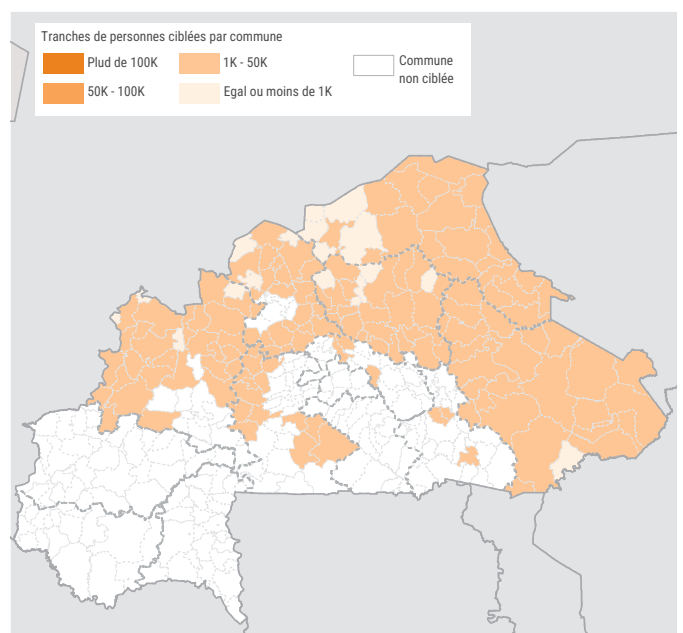 Tranches de personnes ciblées par commune
Plud de 100K
1K - 50K
Commune
non ciblée
50K - 100K
Egal ou moins de 1K